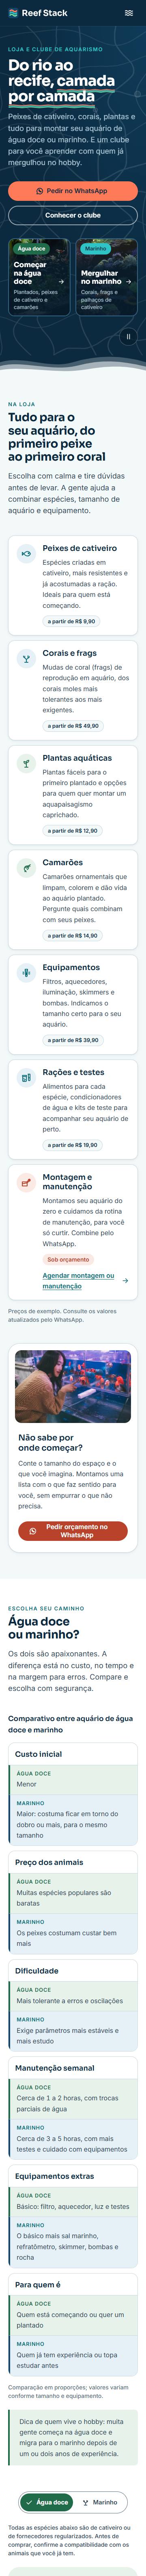 Reef Stack
LOJA E CLUBE DE AQUARISMO
Do rio ao
recife, camada
por camada
Peixes de cativeiro, corais, plantas e
tudo para montar seu aquário de
água doce ou marinho. E um clube
para você aprender com quem já
mergulhou no hobby.
Pedir no WhatsApp
Conhecer o clube
Água doce
Começar
na água
doce
Plantados, peixes
de cativeiro e
camarões
Marinho
Mergulhar
no marinho
Corais, frags e
palhaços de
cativeiro
NA LOJA
Tudo para o
seu aquário, do
primeiro peixe
ao primeiro coral
Escolha com calma e tire dúvidas
antes de levar. A gente ajuda a
combinar espécies, tamanho de
aquário e equipamento.
Peixes de cativeiro
Espécies criadas em
cativeiro, mais resistentes e
já acostumadas a ração.
Ideais para quem está
começando.
a partir de R$ 9,90
Corais e frags
Mudas de coral (frags) de
reprodução em aquário, dos
corais moles mais
tolerantes aos mais
exigentes.
a partir de R$ 49,90
Plantas aquáticas
Plantas fáceis para o
primeiro plantado e opções
para quem quer montar um
aquapaisagismo
caprichado.
a partir de R$ 12,90
Camarões
Camarões ornamentais que
limpam, colorem e dão vida
ao aquário plantado.
Pergunte quais combinam
com seus peixes.
a partir de R$ 14,90
Equipamentos
Filtros, aquecedores,
iluminação, skimmers e
bombas. Indicamos o
tamanho certo para o seu
aquário.
a partir de R$ 39,90
Rações e testes
Alimentos para cada
espécie, condicionadores
de água e kits de teste para
acompanhar seu aquário de
perto.
a partir de R$ 19,90
Montagem e
manutenção
Montamos seu aquário do
zero e cuidamos da rotina
de manutenção, para você
só curtir. Combine pelo
WhatsApp.
Sob orçamento
Agendar montagem ou
manutenção
Preços de exemplo. Consulte os valores
atualizados pelo WhatsApp.
Não sabe por
onde começar?
Conte o tamanho do espaço e o
que você imagina. Montamos uma
lista com o que faz sentido para
você, sem empurrar o que não
precisa.
Pedir orçamento no
WhatsApp
ESCOLHA SEU CAMINHO
Água doce
ou marinho?
Os dois são apaixonantes. A
diferença está no custo, no tempo e
na margem para erros. Compare e
escolha com segurança.
Comparativo entre aquário de água
doce e marinho
Custo inicial
ÁGUA DOCE
Menor
MARINHO
Maior: costuma ficar em torno do
dobro ou mais, para o mesmo
tamanho
Preço dos animais
ÁGUA DOCE
Muitas espécies populares são
baratas
MARINHO
Os peixes costumam custar bem
mais
Dificuldade
ÁGUA DOCE
Mais tolerante a erros e oscilações
MARINHO
Exige parâmetros mais estáveis e
mais estudo
Manutenção semanal
ÁGUA DOCE
Cerca de 1 a 2 horas, com trocas
parciais de água
MARINHO
Cerca de 3 a 5 horas, com mais
testes e cuidado com equipamentos
Equipamentos extras
ÁGUA DOCE
Básico: filtro, aquecedor, luz e testes
MARINHO
O básico mais sal marinho,
refratômetro, skimmer, bombas e
rocha
Para quem é
ÁGUA DOCE
Quem está começando ou quer um
plantado
MARINHO
Quem já tem experiência ou topa
estudar antes
Comparação em proporções; valores variam
conforme tamanho e equipamento.
Dica de quem vive o hobby: muita
gente começa na água doce e
migra para o marinho depois de
um ou dois anos de experiência.
Água doce
Marinho
Todas as espécies abaixo são de cativeiro ou
de fornecedores regularizados. Antes de
comprar, confirme a compatibilidade com os
animais que você já tem.